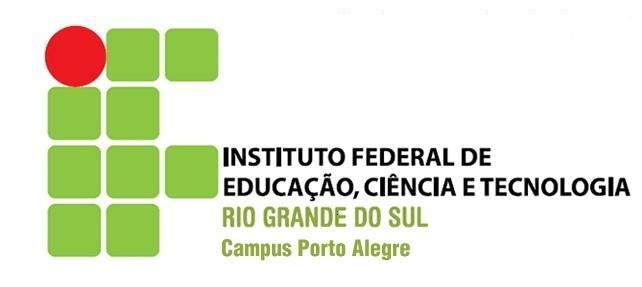 INSTITUTO FEDERAL DE
EDUCAÇÃO, CIÊNCIA E TECNOLOGIA
RIO GRANDE DO SUL
Campus Porto Alegre